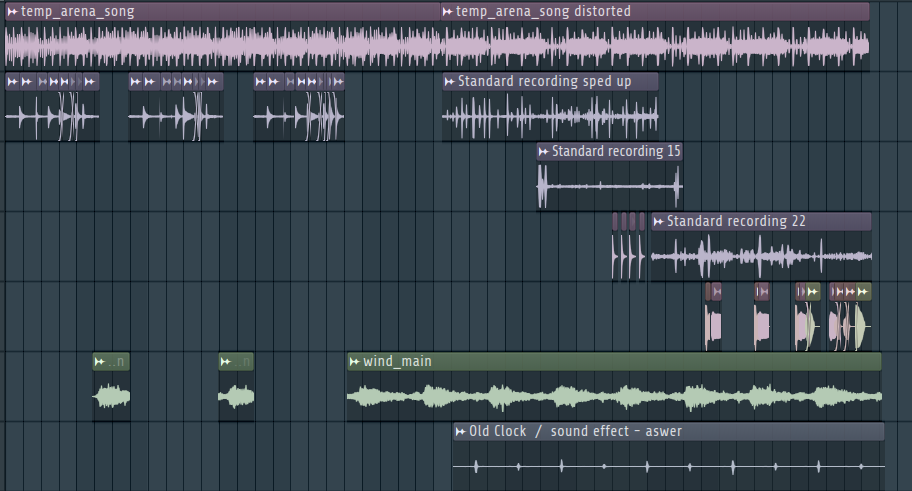 temp_arena_song
temp_arena_song distorted
Standard recording sped up
Standard recording 15
Standard recording 22
..n
wind_main
Old Clock / sound effect - aswer